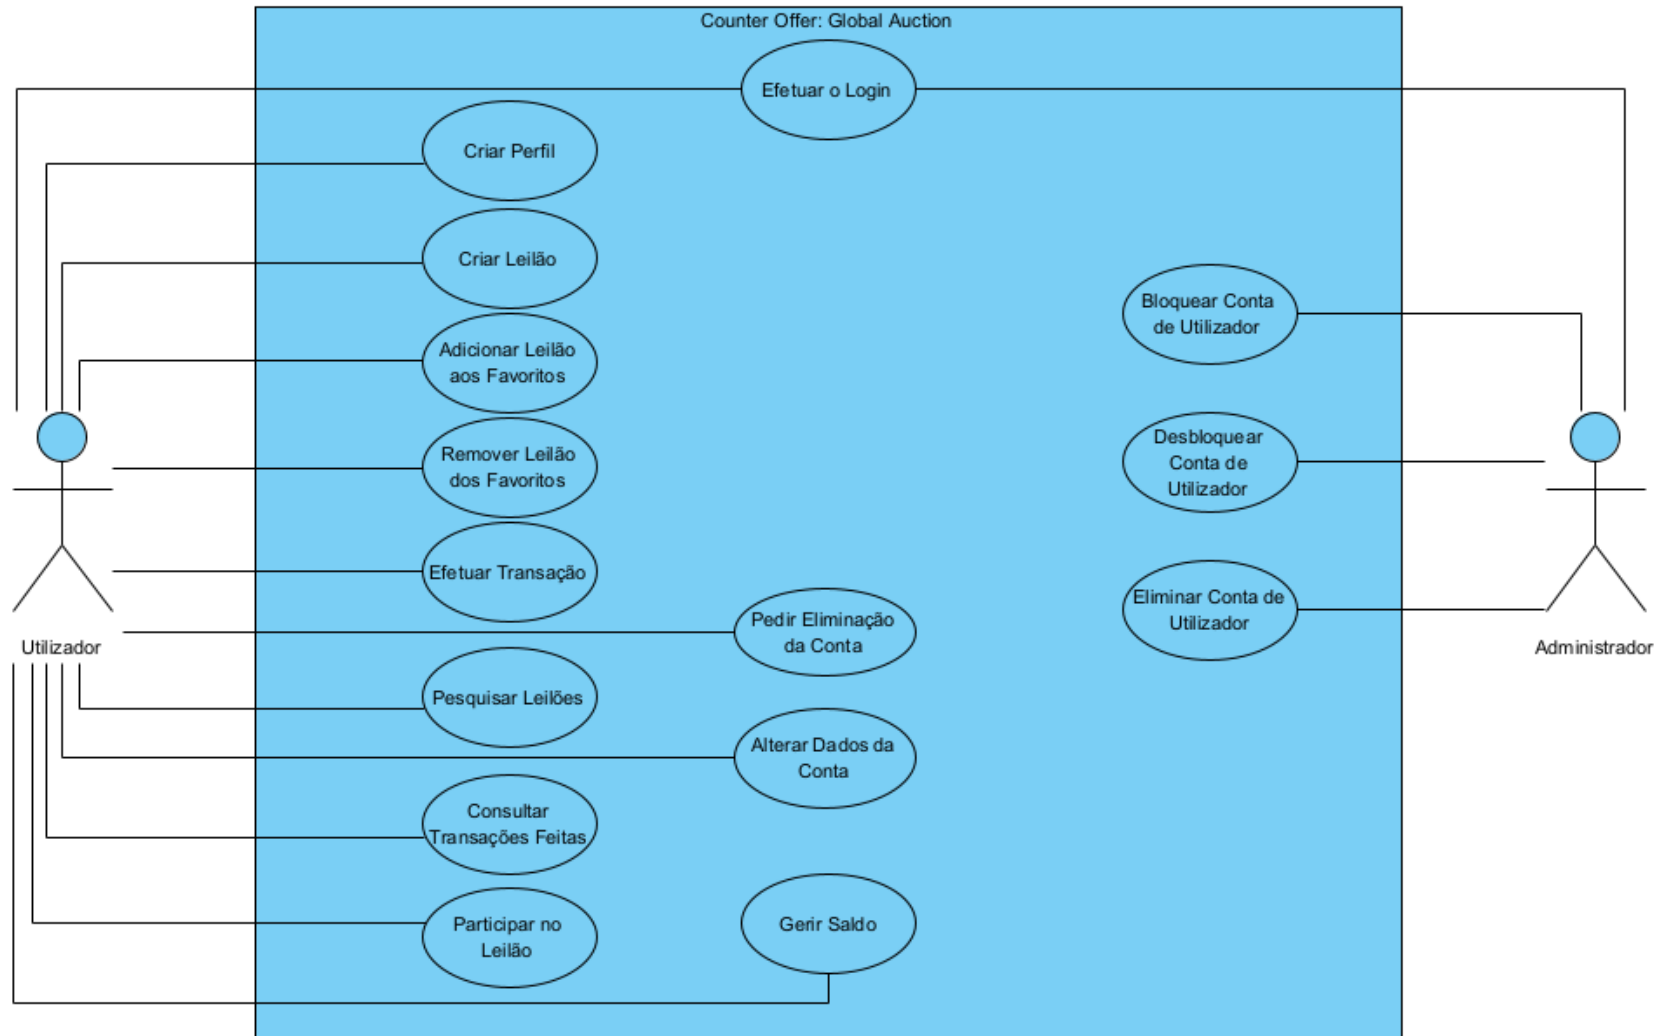 Counter Offer: Global Auction
Efetuar o Login
Criar Perfil
Criar Leilão
Adicionar Leilão
aos Favoritos
Remover Leilão
dos Favoritos
Efetuar Transação
Pedir Eliminação
da Conta
Pesquisar Leilões
Alterar Dados da
Conta
Consultar
Transações Feitas
Participar no
Leilão
Gerir Saldo
Bloquear Conta
de Utilizador
Desbloquear
Conta de
Utilizador
Eliminar Conta de
Utilizador
Utilizador
Administrador